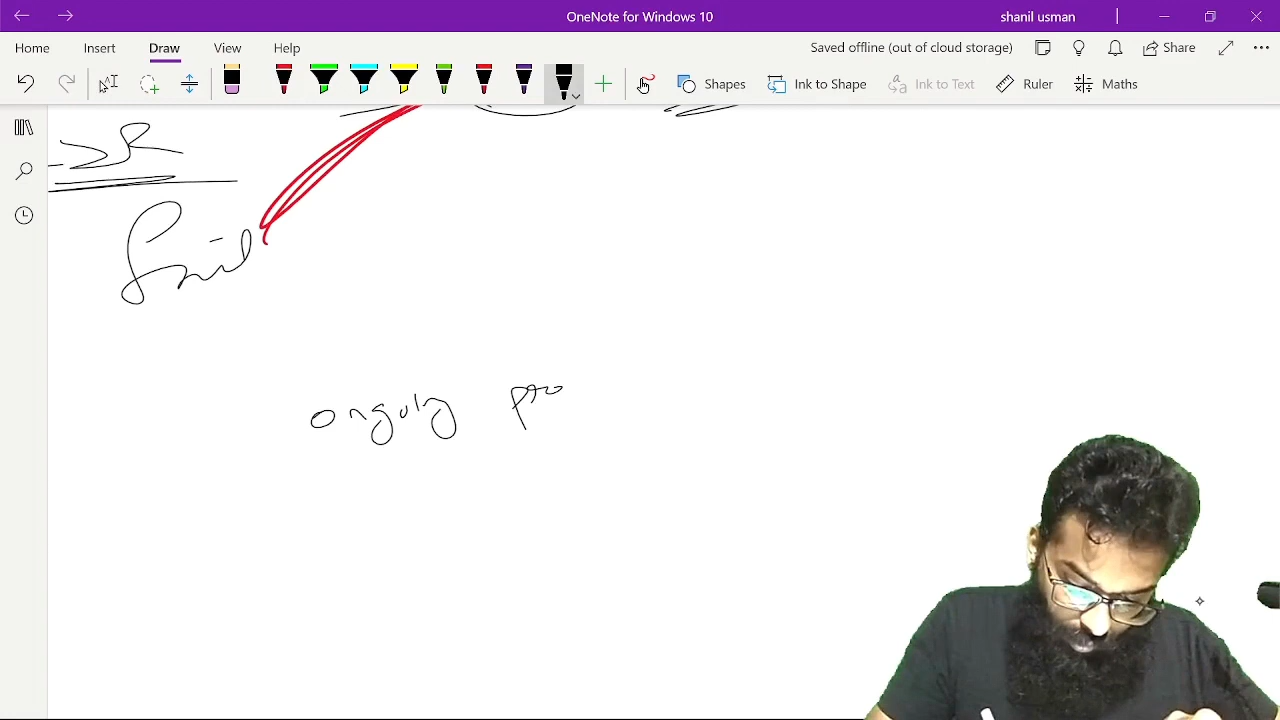 OneNote for Windows 10
shanil usman
Home Insert Draw View Help
Saved offline (out of cloud storage)
Share
Shapes
Ink to Shape
Ink to Text
Ruler
Maths
pro